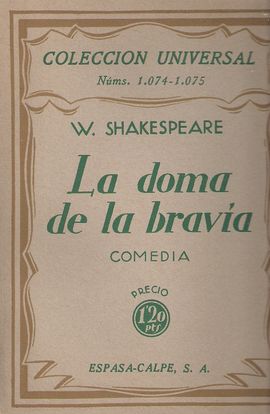 COLECCION UNIVERSAL
Núms. 1.074-1.075
W. SHAKESPEARE
La doma
de la bravía
COMEDIA
PRECIO
1'20
pts
ESPASA-CALPE, S. A.